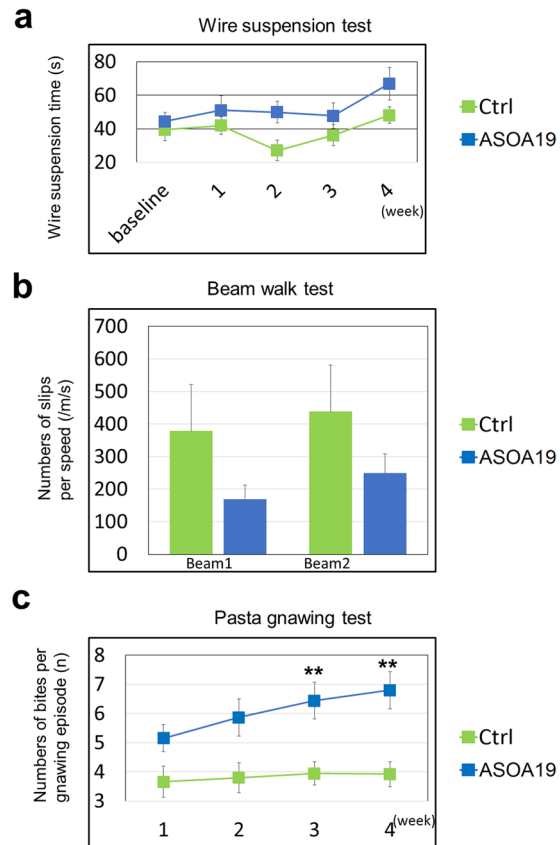 a
Wire suspension test
Wire suspension time (s)
80
60
40
20
baseline
1
2
3
4
(week)
Ctrl
ASOA19
b
Beam walk test
Numbers of slips
per speed (/m/s)
700
600
500
400
300
200
100
0
Beam1
Beam2
Ctrl
ASOA19
c
Pasta gnawing test
Numbers of bites per
gnawing episode (n)
8
7
6
5
4
3
**
**
1
2
3
4
(week)
Ctrl
ASOA19